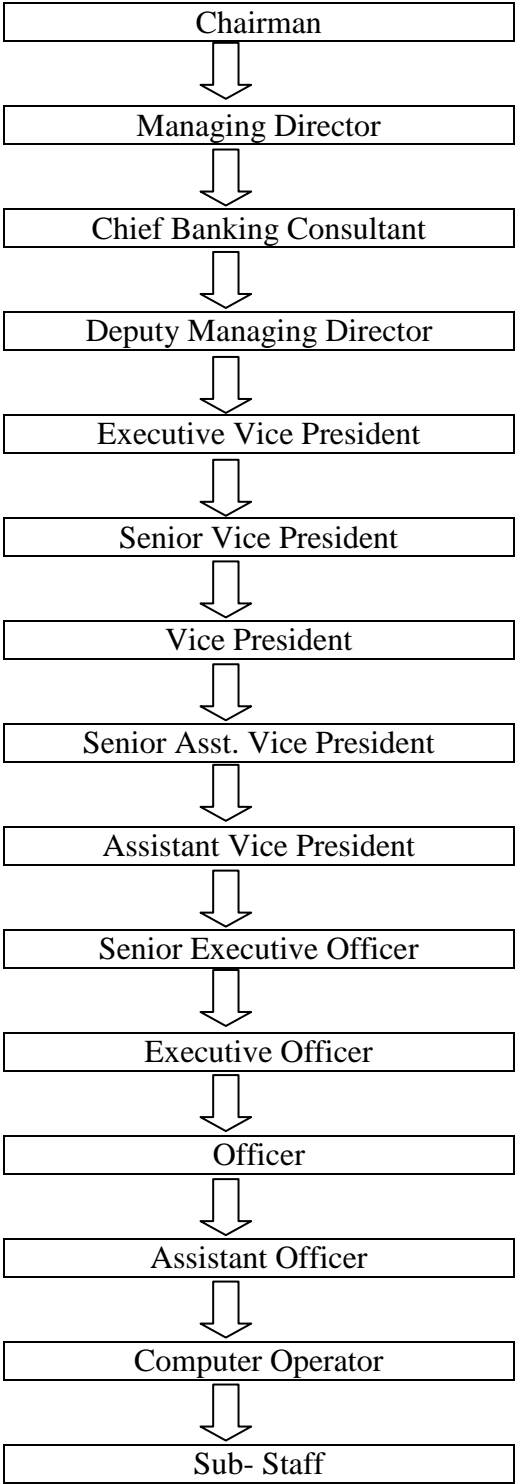 Chairman
Managing Director
Chief Banking Consultant
Deputy Managing Director
Executive Vice President
Senior Vice President
Vice President
Senior Asst. Vice President
Assistant Vice President
Senior Executive Officer
Executive Officer
Officer
Assistant Officer
Computer Operator
Sub- Staff